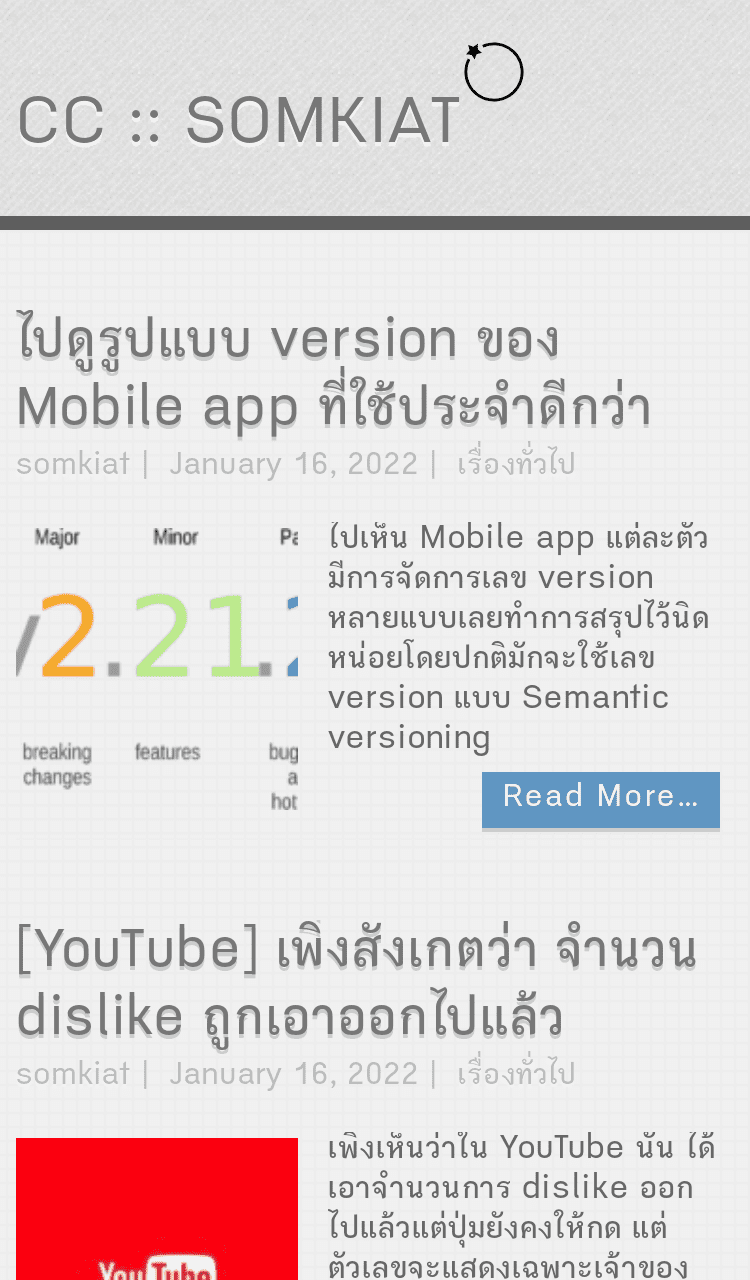 CC :: SOMKIAT
ไปดูรูปแบบ version ของ
Mobile app ที่ใช้ประจำดีกว่า
somkiat | January 16, 2022 | เรื่องทั่วไป
Major Minor
2.21.
breaking features bug
changes a
hot
ไปเห็น Mobile app แต่ละตัว
มีการจัดการเลข version
หลายแบบเลยทำการสรุปไว้นิด
หน่อยโดยปกติมักจะใช้เลข
version แบบ Semantic
versioning
Read More…
[YouTube] เพิ่งสังเกตว่า จำนวน
dislike ถูกเอาออกไปแล้ว
somkiat | January 16, 2022 | เรื่องทั่วไป
YouTube
เพิ่งเห็นว่าใน YouTube นั้น ได้
เอาจำนวนการ dislike ออก
ไปแล้วแต่ปุ่มยังคงให้กด แต่
ตัวเลขจะแสดงเฉพาะเจ้าของ